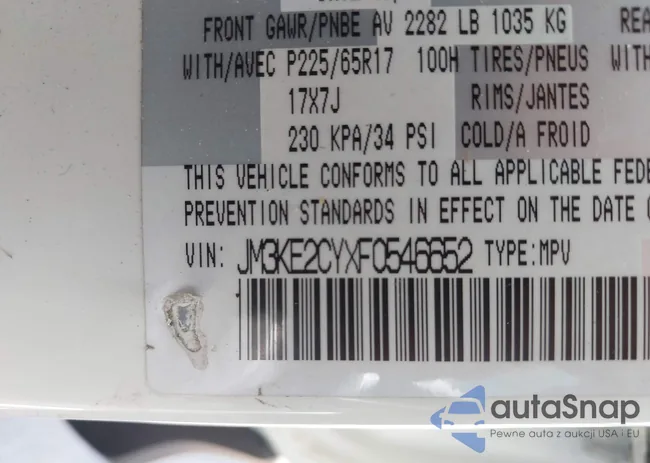 FRONT GAWR/PNBE AV 2282 LB 1035 KG REA
WITH/AVEC P225/65R17 100H TIRES/PNEUS WITH
17X7J RIMS/JANTES
230 KPA/34 PSI COLD/A FROID
THIS VEHICLE CONFORMS TO ALL APPLICABLE FEDE
PREVENTION STANDARDS IN EFFECT ON THE DATE
VIN: JM3KE2CYXF0546652 TYPE:MPV
autaSnap
Pewne auta z aukcji USA i EU